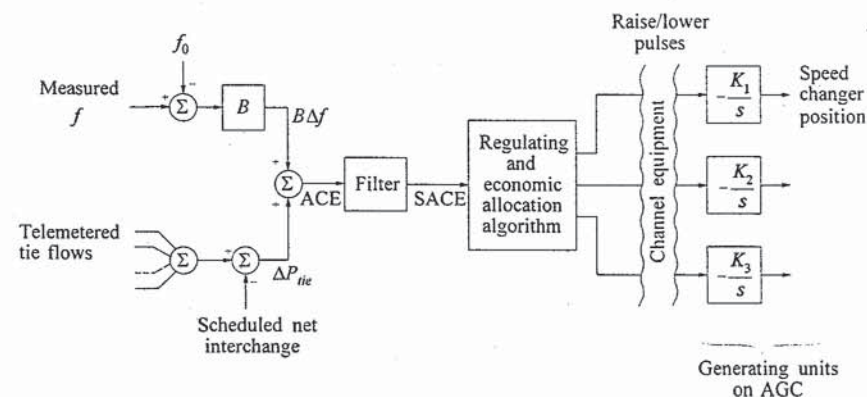 Raise/lower
pulses
f₀
Measured
f
Σ
B
BΔf
Σ
ACE
Filter
SACE
Regulating
and
economic
allocation
algorithm
Channel equipment
-K₁/s
Speed
changer
position
-K₂/s
-K₃/s
Telemetered
tie flows
Σ
Σ
ΔP_tie
Scheduled net
interchange
Generating units
on AGC